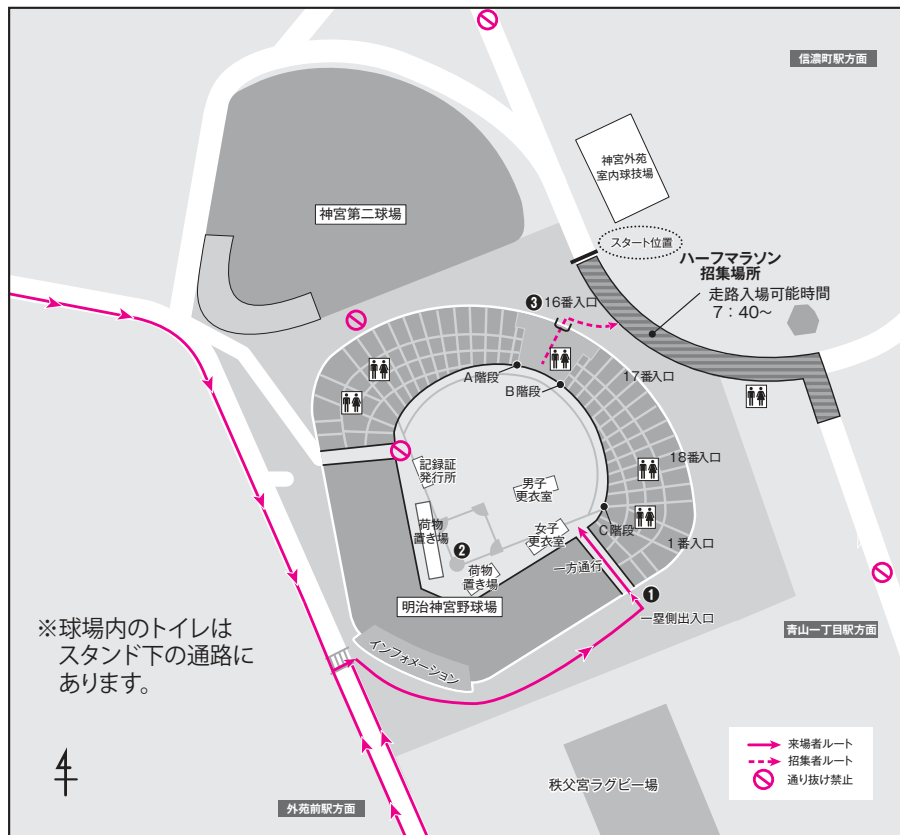 信濃町駅方面
神宮外苑
室内球技場
神宮第二球場
スタート位置
ハーフマラソン
招集場所
走路入場可能時間
7：40～
❸ 16番入口
A階段
B階段
17番入口
18番入口
1番入口
C階段
記録証
発行所
男子
更衣室
女子
更衣室
荷物
置き場
❷
荷物
置き場
一方通行
❶
一塁側出入口
明治神宮野球場
インフォメーション
青山一丁目駅方面
※球場内のトイレは
スタンド下の通路に
あります。
秩父宮ラグビー場
外苑前駅方面
来場者ルート
招集者ルート
通り抜け禁止